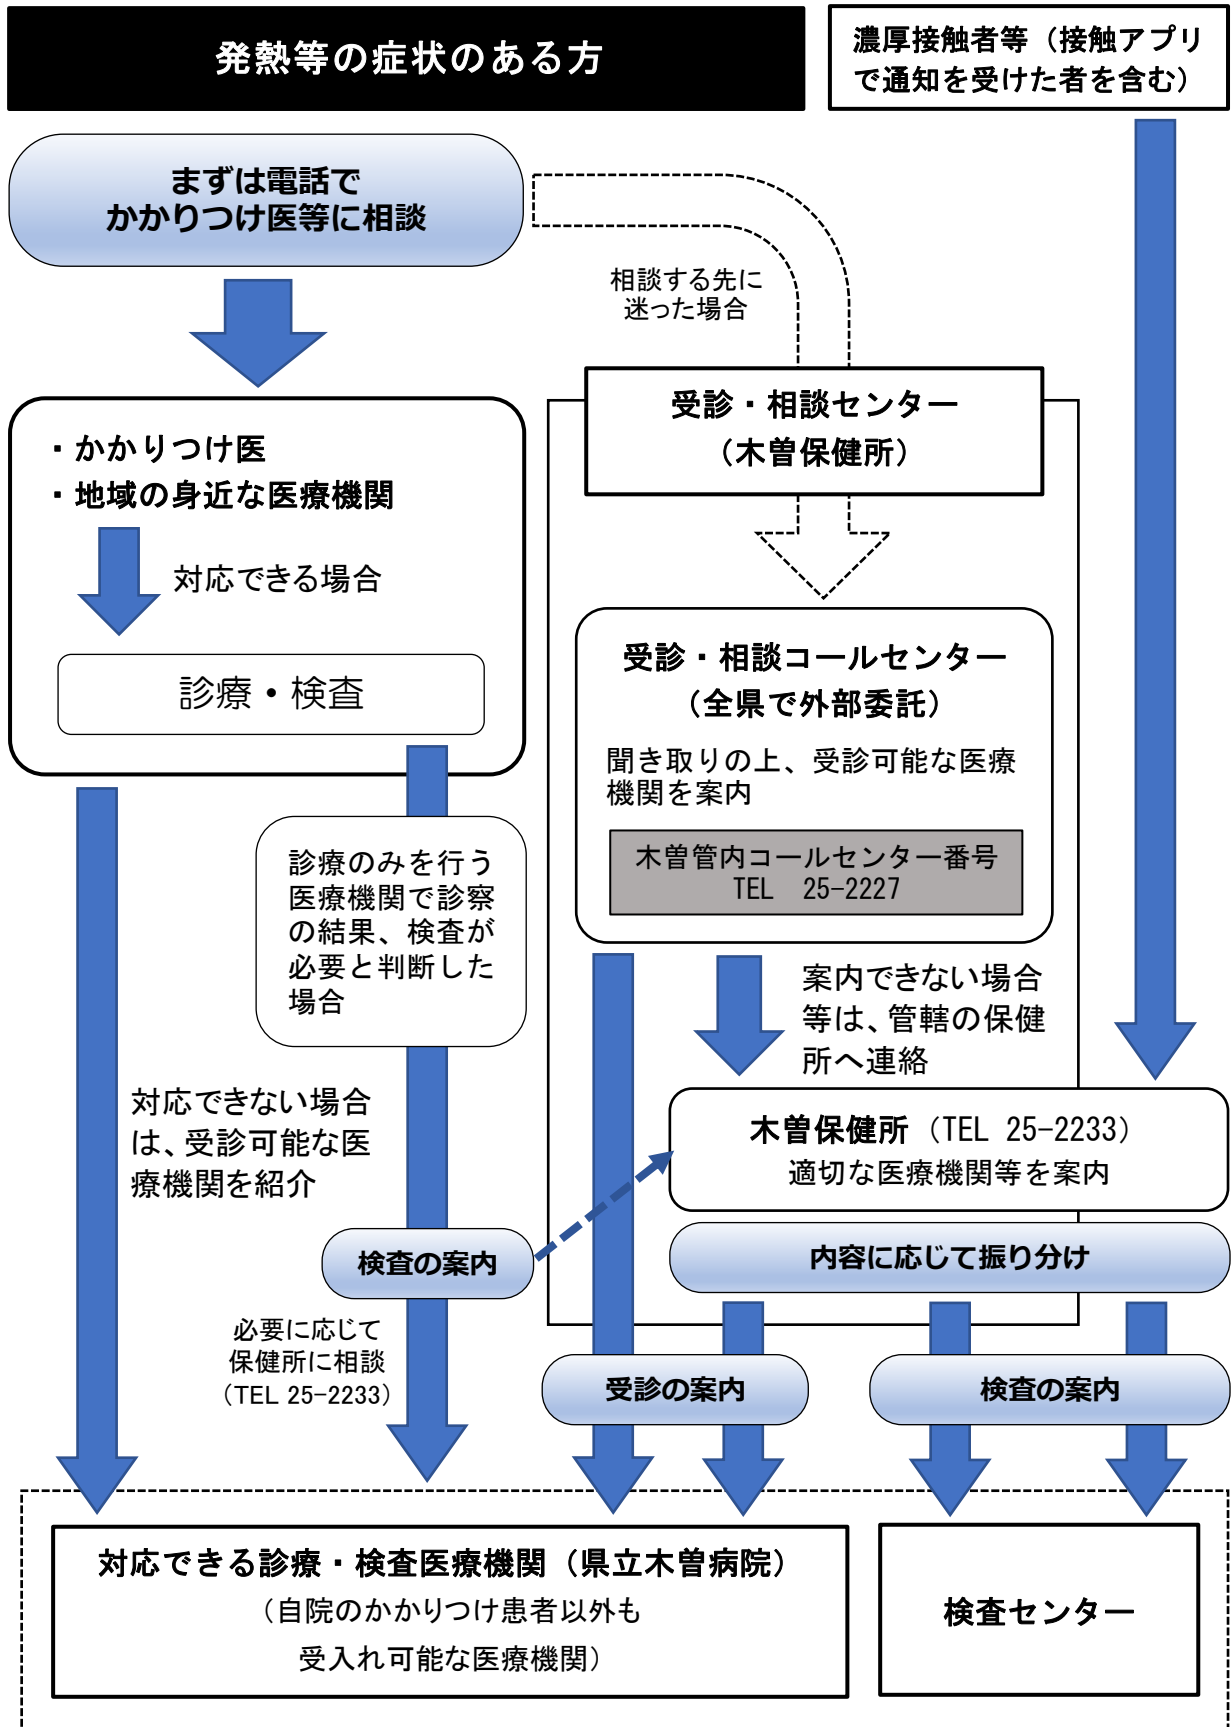 発熱等の症状のある方
濃厚接触者等（接触アプリ
で通知を受けた者を含む）
まずは電話で
かかりつけ医等に相談
相談する先に
迷った場合
・かかりつけ医
・地域の身近な医療機関
対応できる場合
診療・検査
受診・相談センター
（木曽保健所）
受診・相談コールセンター
（全県で外部委託）
聞き取りの上、受診可能な医療
機関を案内
木曽管内コールセンター番号
TEL　25-2227
診療のみを行う
医療機関で診察
の結果、検査が
必要と判断した
場合
案内できない場合
等は、管轄の保健
所へ連絡
対応できない場合
は、受診可能な医
療機関を紹介
木曽保健所（TEL 25-2233）
適切な医療機関等を案内
検査の案内
内容に応じて振り分け
必要に応じて
保健所に相談
（TEL 25-2233）
受診の案内
検査の案内
対応できる診療・検査医療機関（県立木曽病院）
（自院のかかりつけ患者以外も
受入れ可能な医療機関）
検査センター